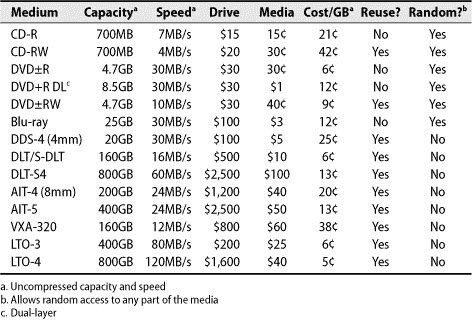 Medium Capacityᵃ Speedᵃ Drive Media Cost/GBᵃ Reuse? Random?ᵇ
CD-R 700MB 7MB/s $15 15¢ 21¢ No Yes
CD-RW 700MB 4MB/s $20 30¢ 42¢ Yes Yes
DVD±R 4.7GB 30MB/s $30 30¢ 6¢ No Yes
DVD+R DLᶜ 8.5GB 30MB/s $30 $1 12¢ No Yes
DVD±RW 4.7GB 10MB/s $30 40¢ 9¢ Yes Yes
Blu-ray 25GB 30MB/s $100 $3 12¢ No Yes
DDS-4 (4mm) 20GB 30MB/s $100 $5 25¢ Yes No
DLT/S-DLT 160GB 16MB/s $500 $10 6¢ Yes No
DLT-S4 800GB 60MB/s $2,500 $100 13¢ Yes No
AIT-4 (8mm) 200GB 24MB/s $1,200 $40 20¢ Yes No
AIT-5 400GB 24MB/s $2,500 $50 13¢ Yes No
VXA-320 160GB 12MB/s $800 $60 38¢ Yes No
LTO-3 400GB 80MB/s $200 $25 6¢ Yes No
LTO-4 800GB 120MB/s $1,600 $40 5¢ Yes No
a. Uncompressed capacity and speed
b. Allows random access to any part of the media
c. Dual-layer